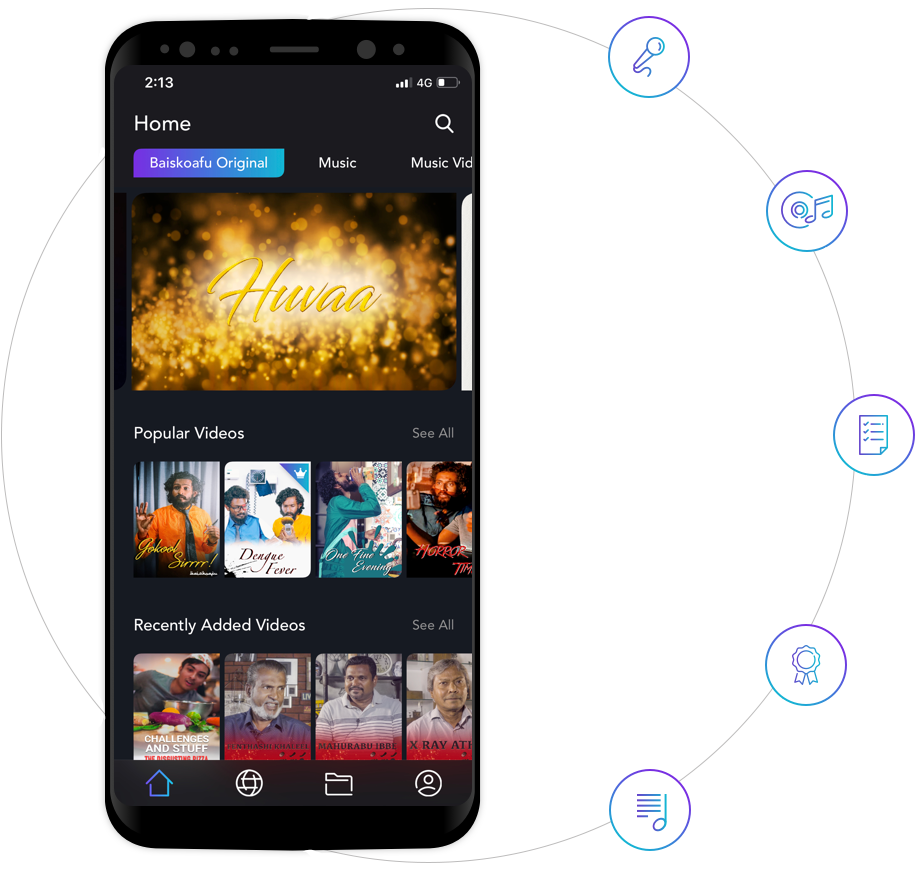 2:13
4G
Home
Baiskoafu Original
Music
Music Vid
Huvaa
Popular Videos
See All
Gokool
Sirrrr!
Dengue
Fever
One Fine
Evening
HORROR
TIM
Recently Added Videos
See All
CHALLENGES
AND STUFF
THE DISGUSTING PIZZA
MAHURABU IBBE
X RAY ATH